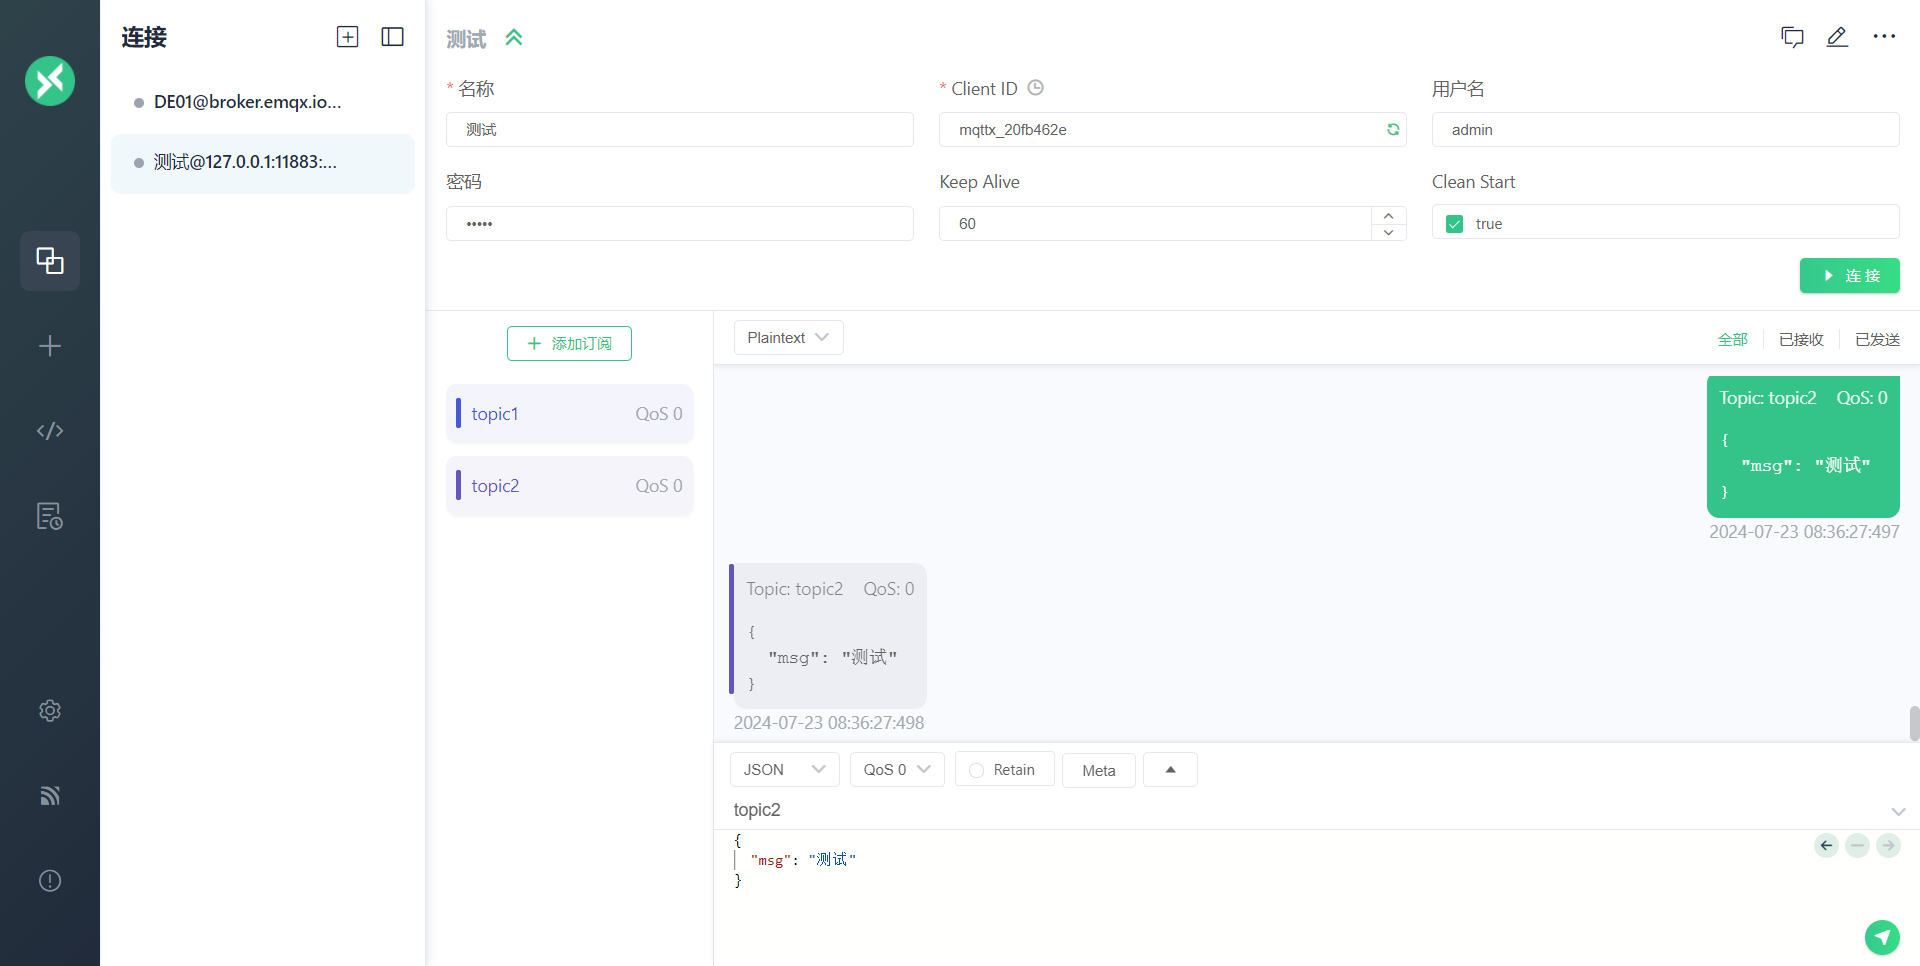 连接
DE01@broker.emqx.io...
测试@127.0.0.1:11883:...
测试
* 名称
测试
* Client ID
mqttx_20fb462e
用户名
admin
密码
•••••
Keep Alive
60
Clean Start
true
连 接
添加订阅
topic1 QoS 0
topic2 QoS 0
Plaintext
全部 已接收 已发送
Topic: topic2 QoS: 0
{
"msg": "测试"
}
2024-07-23 08:36:27:497
Topic: topic2 QoS: 0
{
"msg": "测试"
}
2024-07-23 08:36:27:498
JSON QoS 0 Retain Meta
topic2
{
"msg": "测试"
}